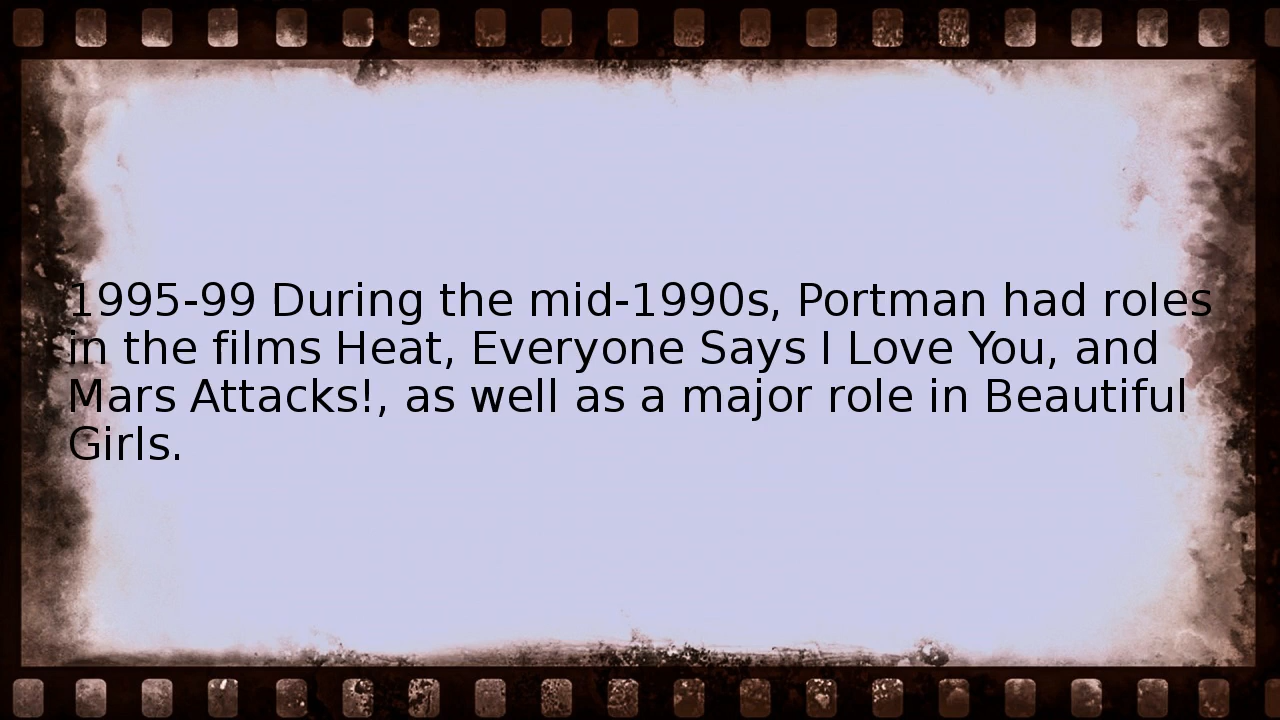 1995-99 During the mid-1990s, Portman had roles
in the films Heat, Everyone Says I Love You, and
Mars Attacks!, as well as a major role in Beautiful
Girls.